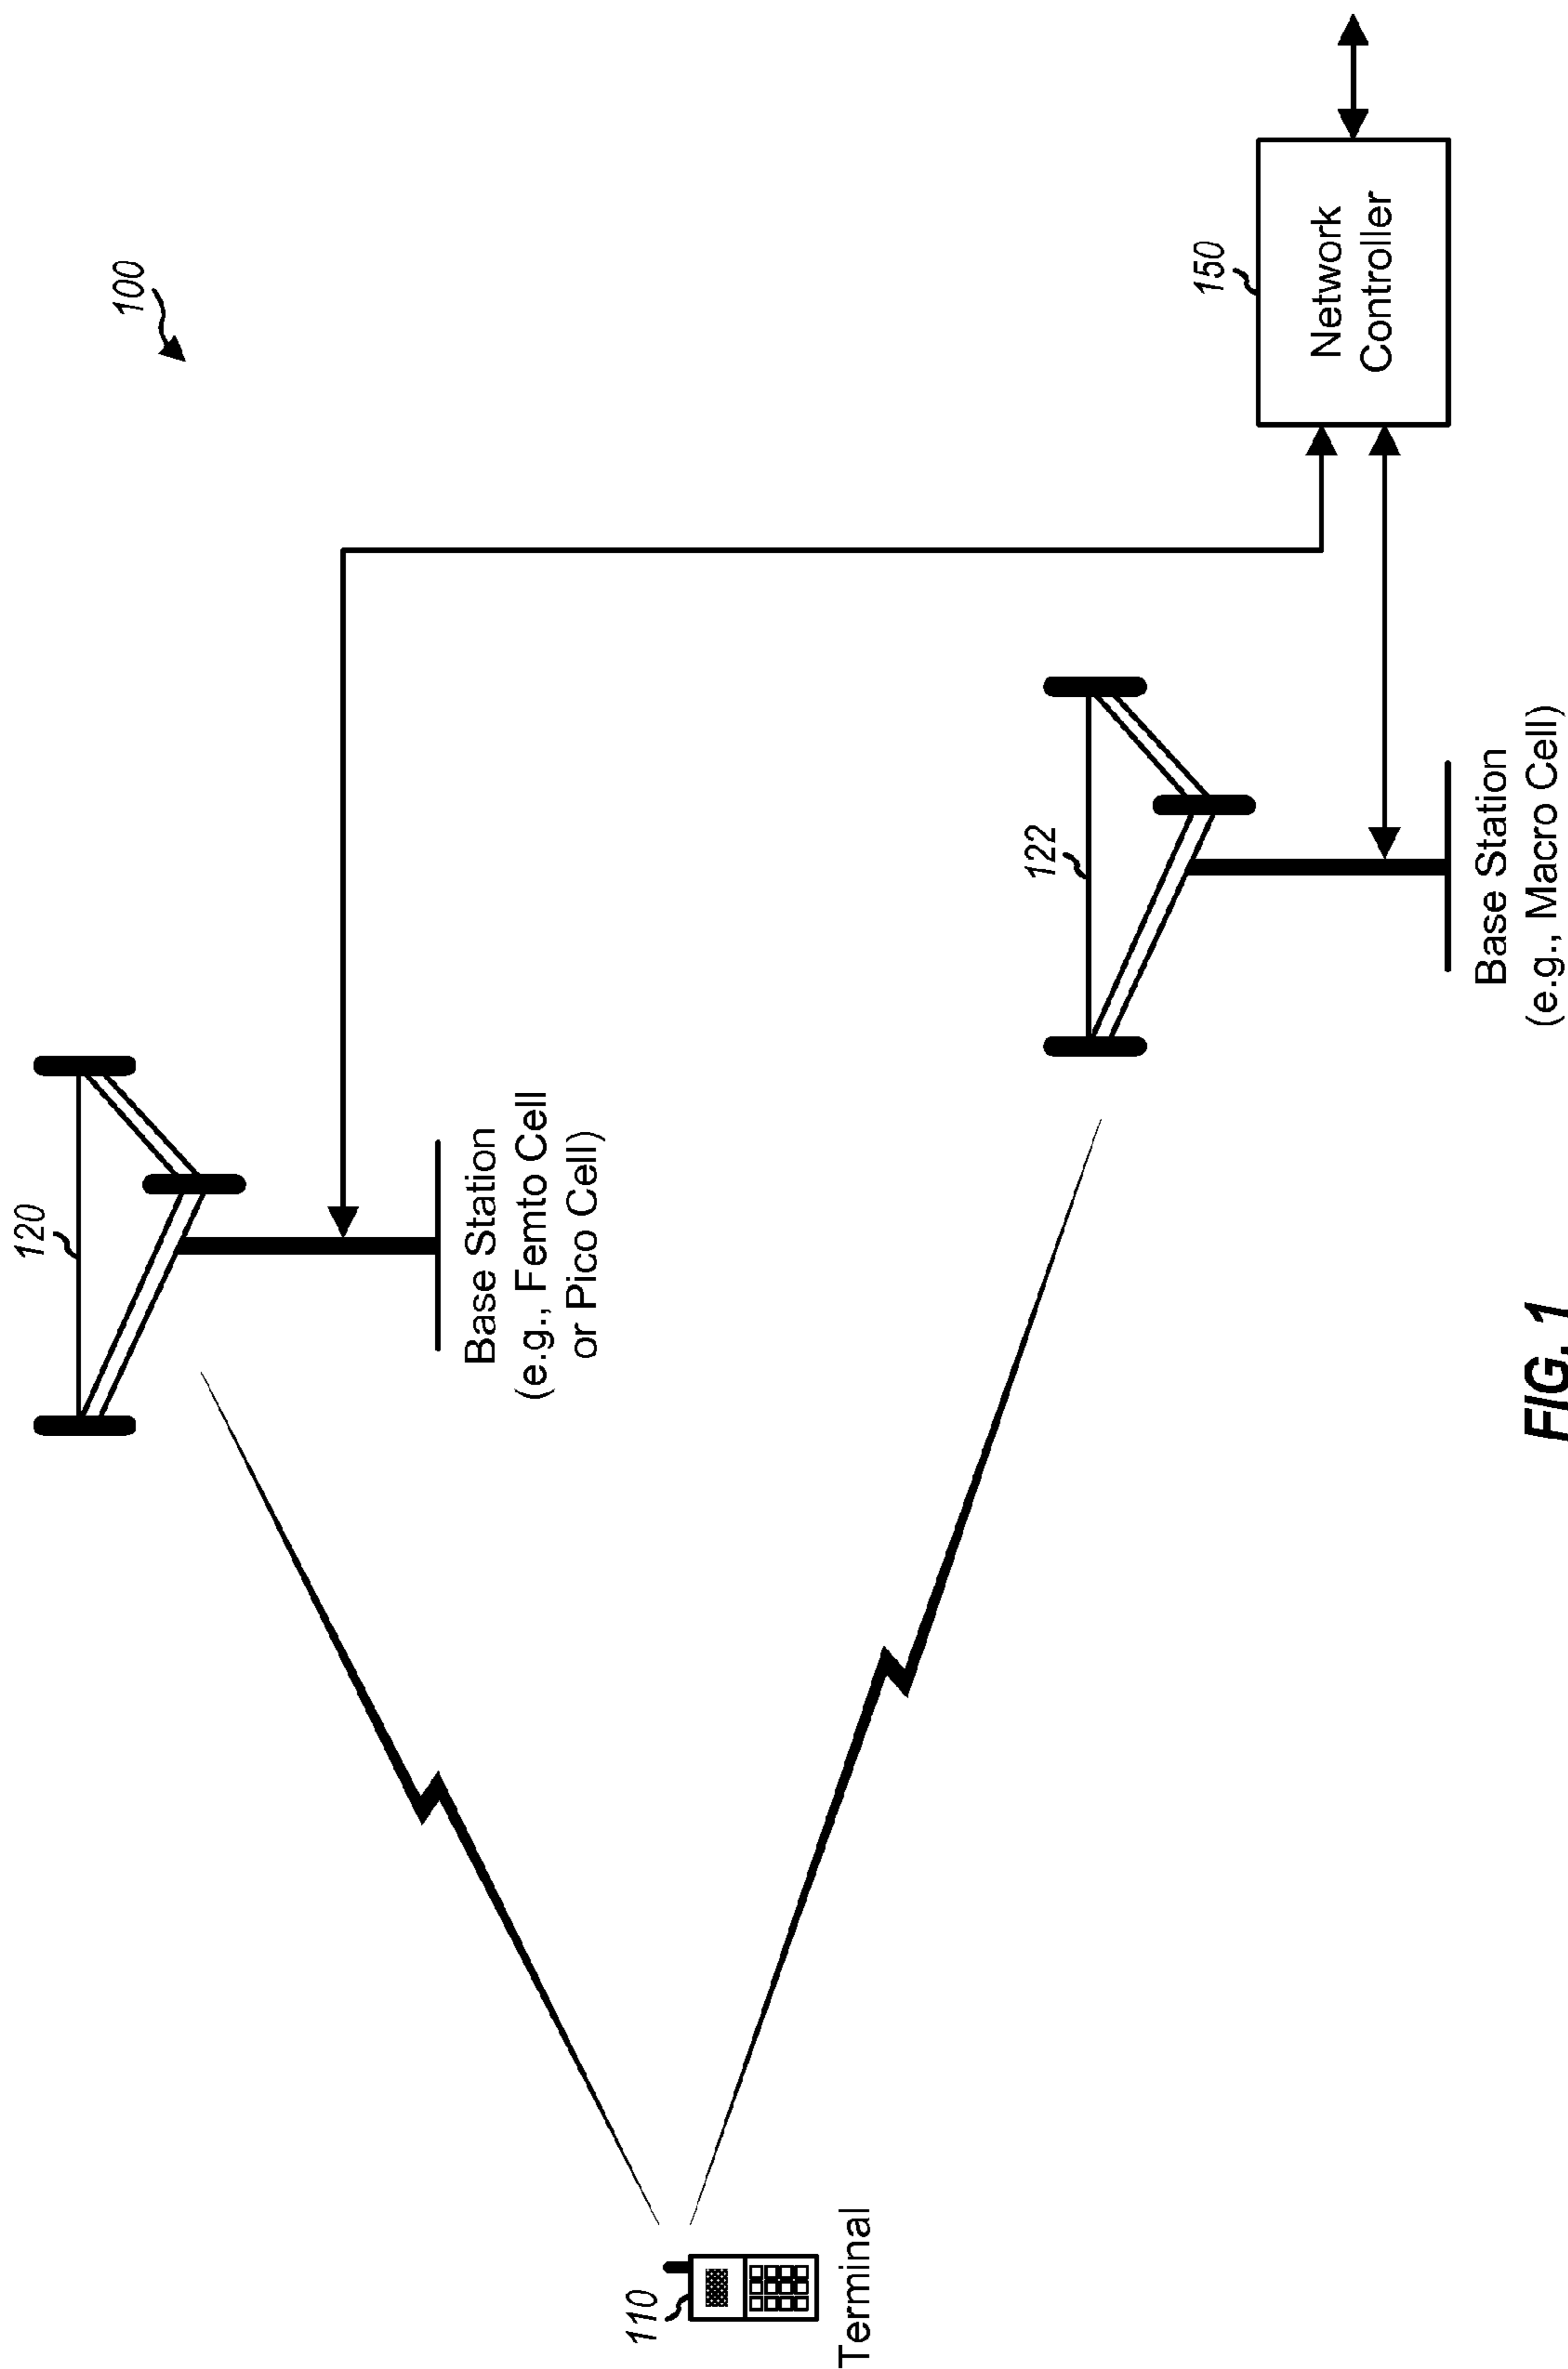 100
120
Base Station
(e.g., Femto Cell
or Pico Cell)
110
Terminal
122
Base Station
(e.g., Macro Cell)
150
Network
Controller
FIG. 1